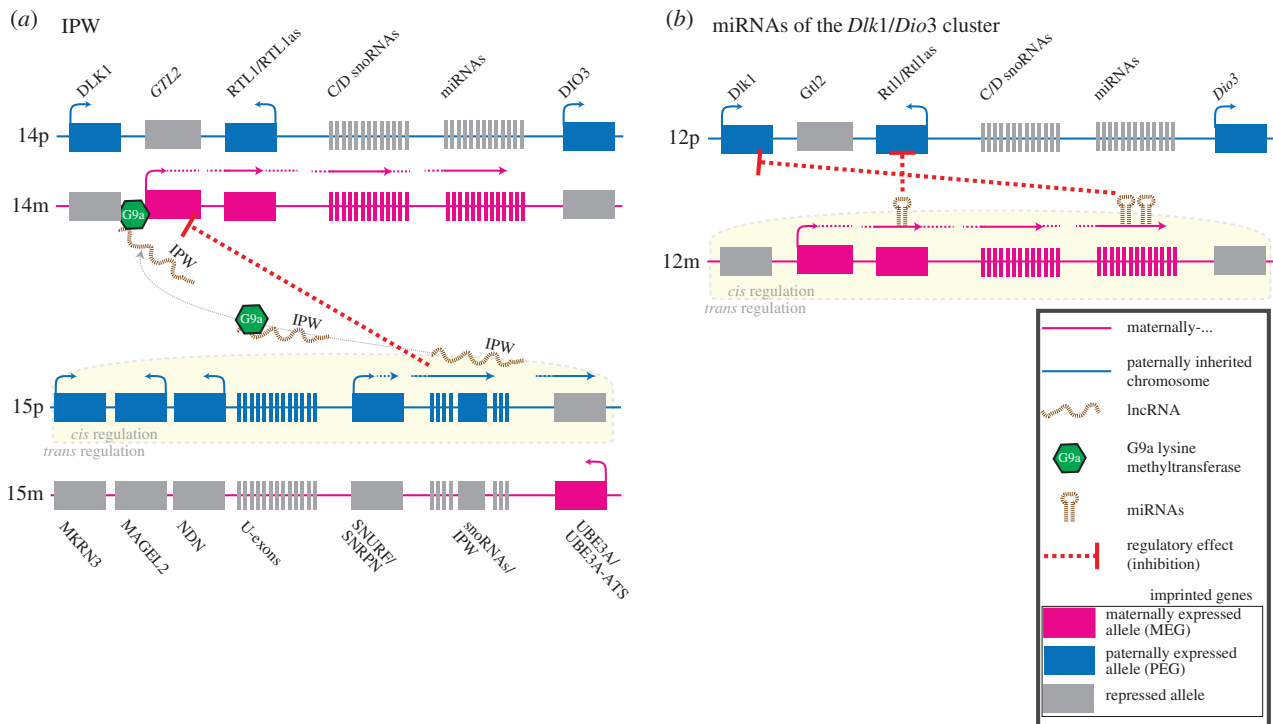 (a) IPW
DLK1
GTL2
RTL1/RTL1as
C/D snoRNAs
miRNAs
DIO3
14p
14m
G9a
IPW
G9a
IPW
IPW
15p
cis regulation
trans regulation
15m
MKRN3
MAGEL2
NDN
U-exons
SNURF/
SNRPN
snoRNAs/
IPW
UBE3A/
UBE3A-ATS
(b) miRNAs of the Dlk1/Dio3 cluster
Dlk1
Gtl2
Rtl1/Rtl1as
C/D snoRNAs
miRNAs
Dio3
12p
12m
cis regulation
trans regulation
maternally-...
paternally inherited
chromosome
lncRNA
G9a
G9a lysine
methyltransferase
miRNAs
regulatory effect
(inhibition)
imprinted genes
maternally expressed
allele (MEG)
paternally expressed
allele (PEG)
repressed allele